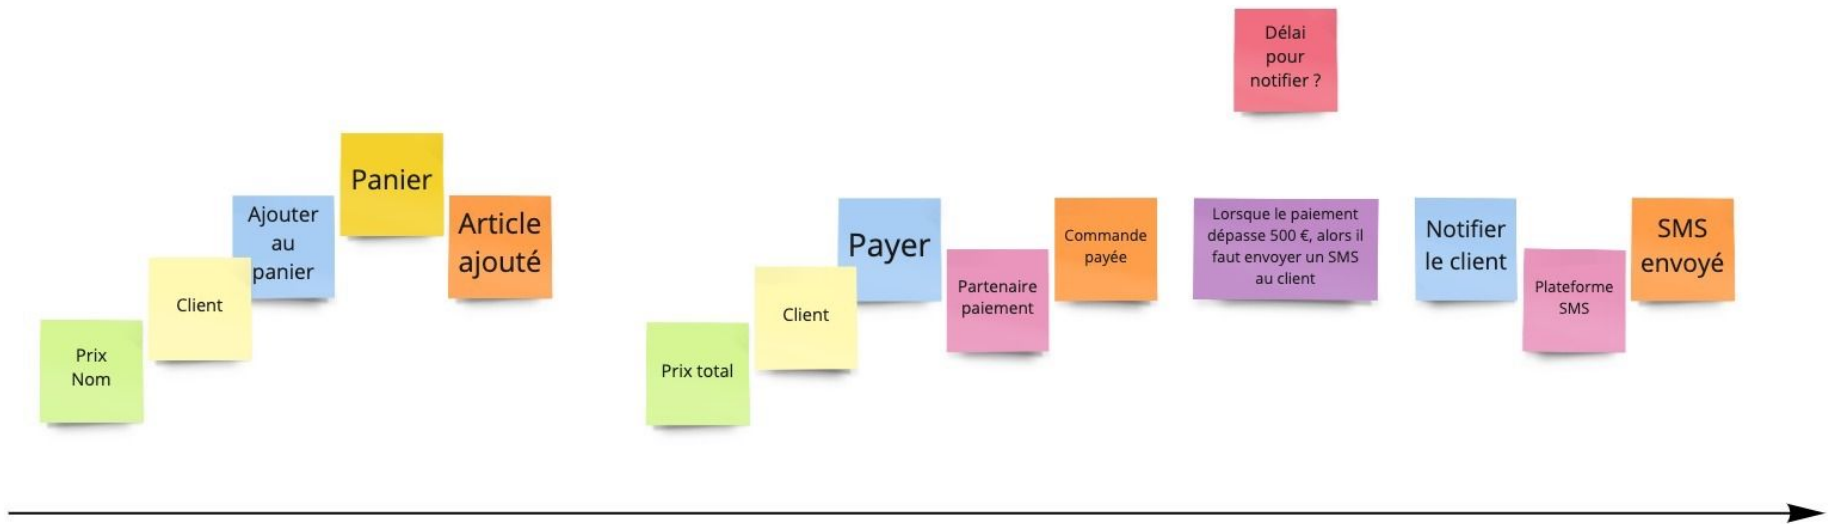 Délai
pour
notifier ?
Panier
Ajouter
au
panier
Article
ajouté
Client
Prix
Nom
Payer
Commande
payée
Lorsque le paiement
dépasse 500 €, alors il
faut envoyer un SMS
au client
Notifier
le client
SMS
envoyé
Partenaire
paiement
Plateforme
SMS
Client
Prix total